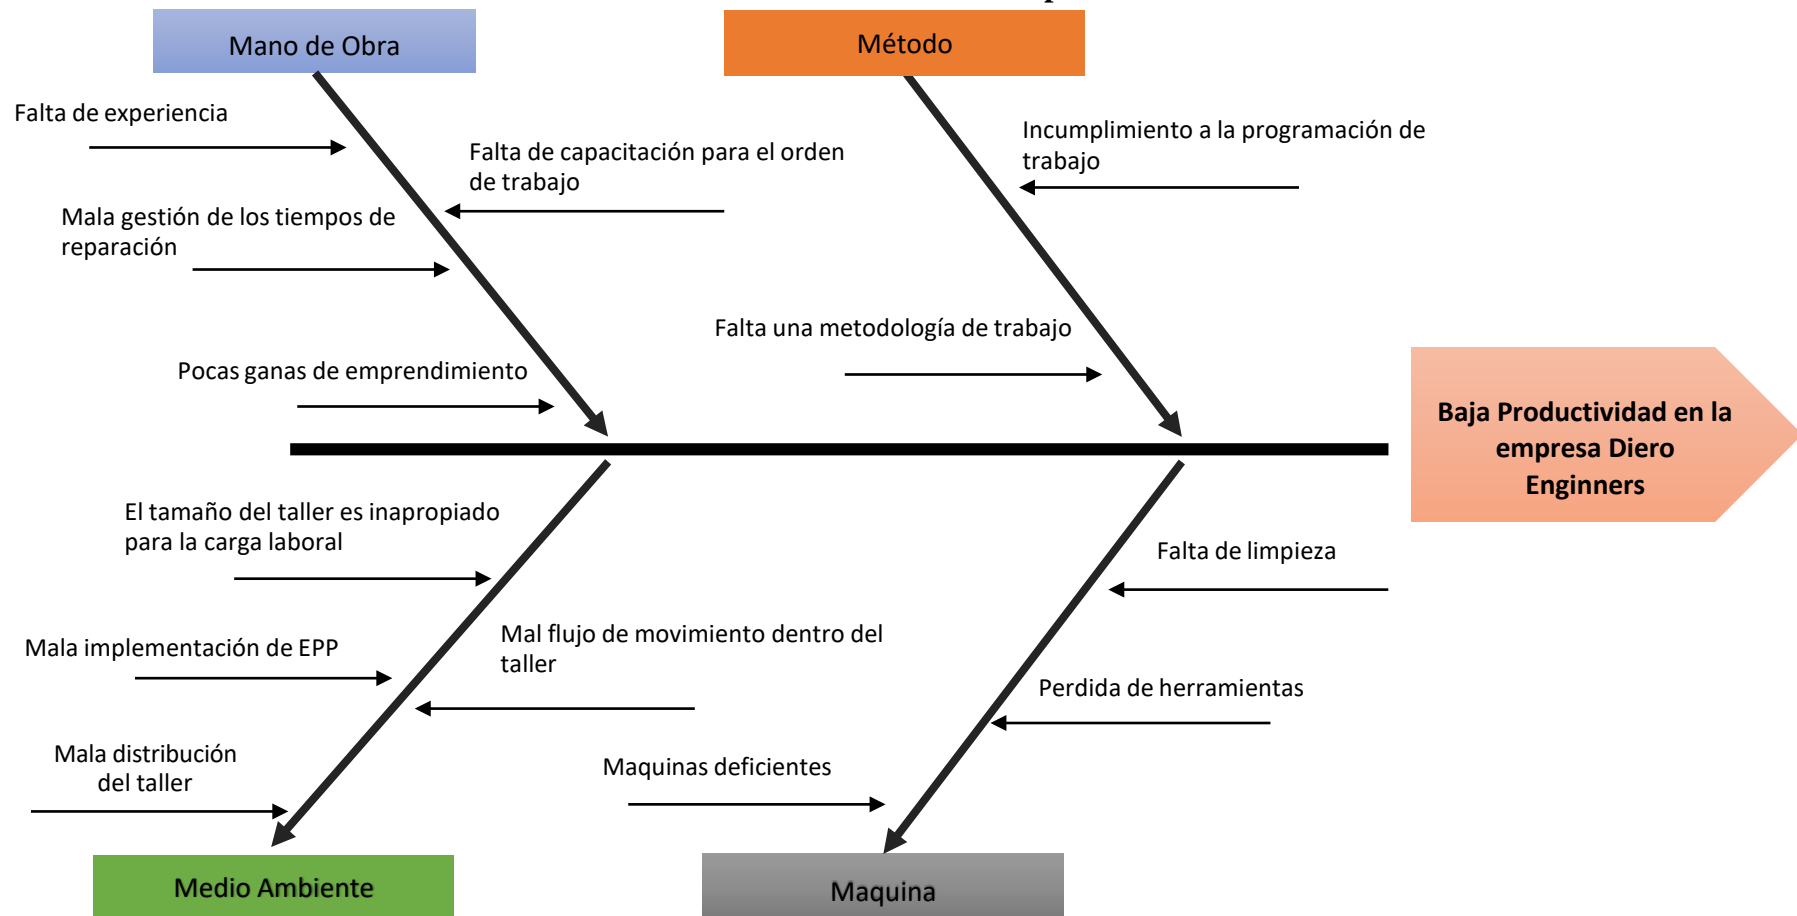 Mano de Obra
Método
Falta de experiencia
Incumplimiento a la programación de
trabajo
Falta de capacitación para el orden
de trabajo
Mala gestión de los tiempos de
reparación
Falta una metodología de trabajo
Pocas ganas de emprendimiento
Baja Productividad en la
empresa Diero
Enginners
El tamaño del taller es inapropiado
para la carga laboral
Falta de limpieza
Mala implementación de EPP
Mal flujo de movimiento dentro del
taller
Perdida de herramientas
Mala distribución
del taller
Maquinas deficientes
Medio Ambiente
Maquina